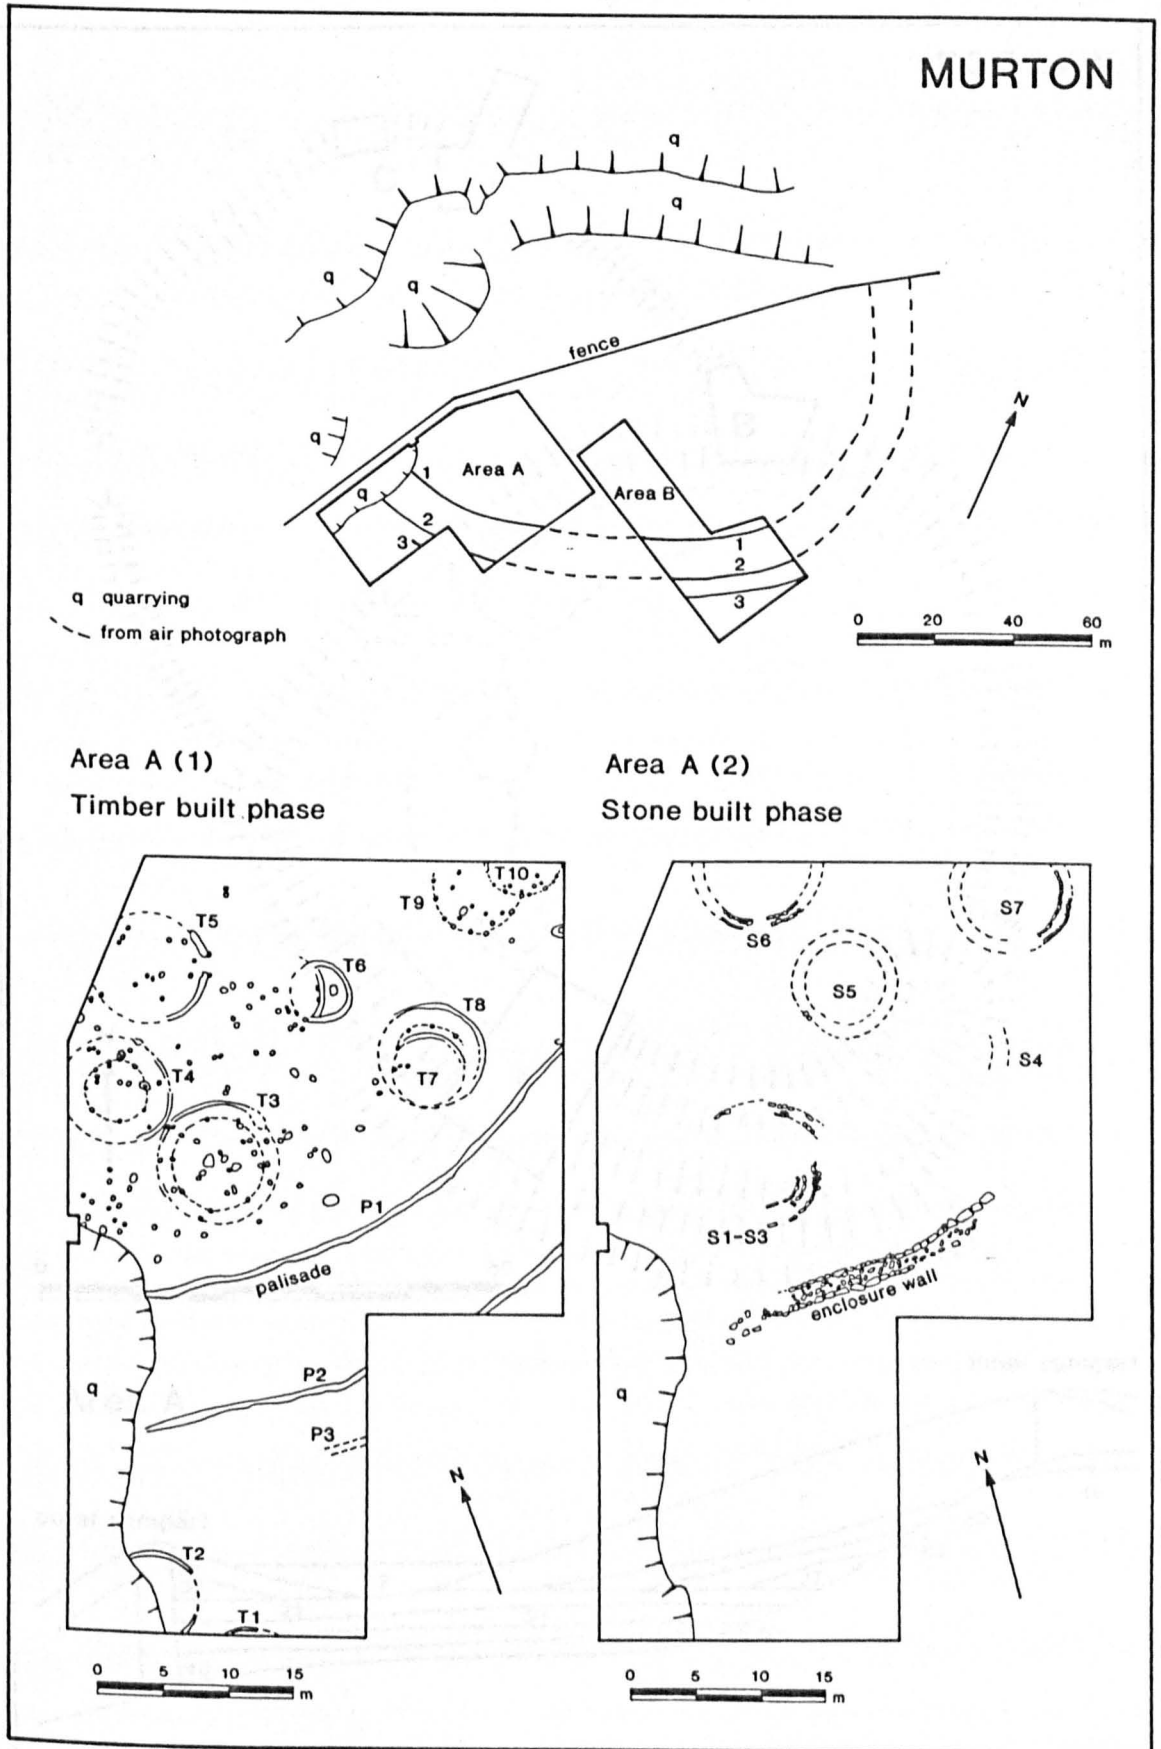 MURTON
q
q
q
q
fence
N
q
1
Area A
q
Area B
2
3
1
2
3
q quarrying
from air photograph
0 20 40 60
m
Area A (1)
Timber built phase
T10
T9
T5
T6
T8
T7
T4
T3
P1
palisade
P2
q
P3
N
T2
T1
0 5 10 15
m
Area A (2)
Stone built phase
S7
S6
S5
S4
S1-S3
enclosure wall
q
N
0 5 10 15
m